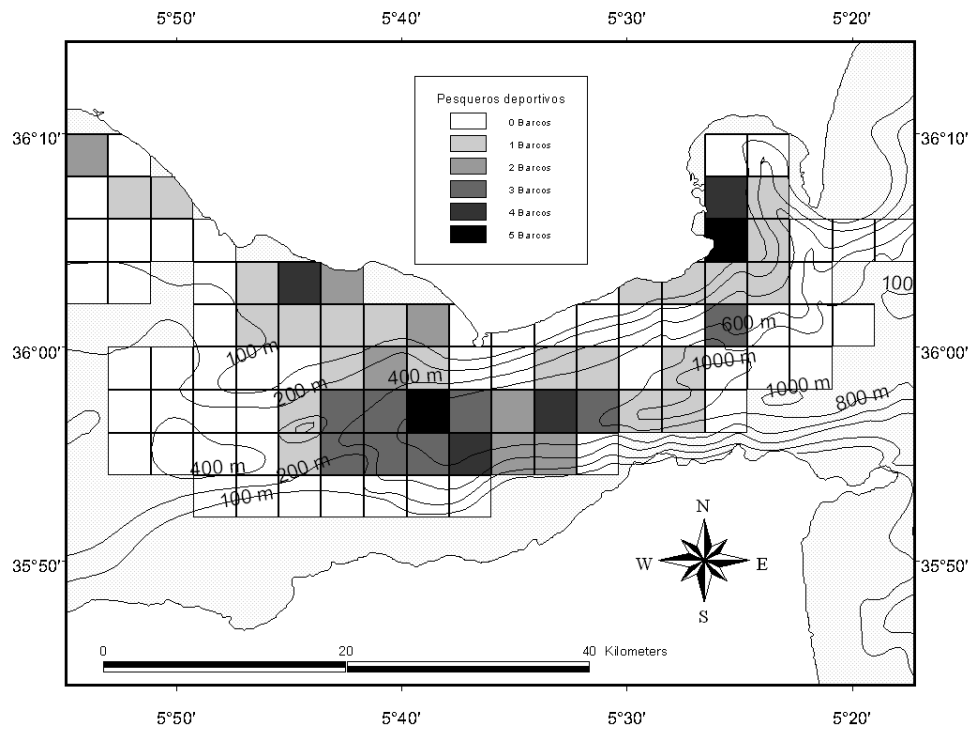 5°50' 5°40' 5°30' 5°20'
Pesqueros deportivos
0 Barcos
1 Barcos
2 Barcos
3 Barcos
4 Barcos
5 Barcos
36°10' 36°10'
100
600 m
36°00' 36°00'
100 m
1000 m
200 m
400 m
1000 m
800 m
400 m
200 m
100 m
N
W E
S
35°50' 35°50'
0 20 40 Kilometers
5°50' 5°40' 5°30' 5°20'